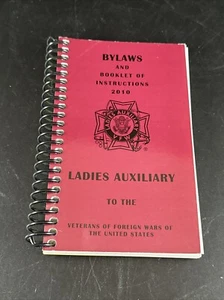 BYLAWS
AND
BOOKLET OF
INSTRUCTIONS
2010
LADIES AUXILIARY
TO THE
VETERANS OF FOREIGN WARS OF
THE UNITED STATES